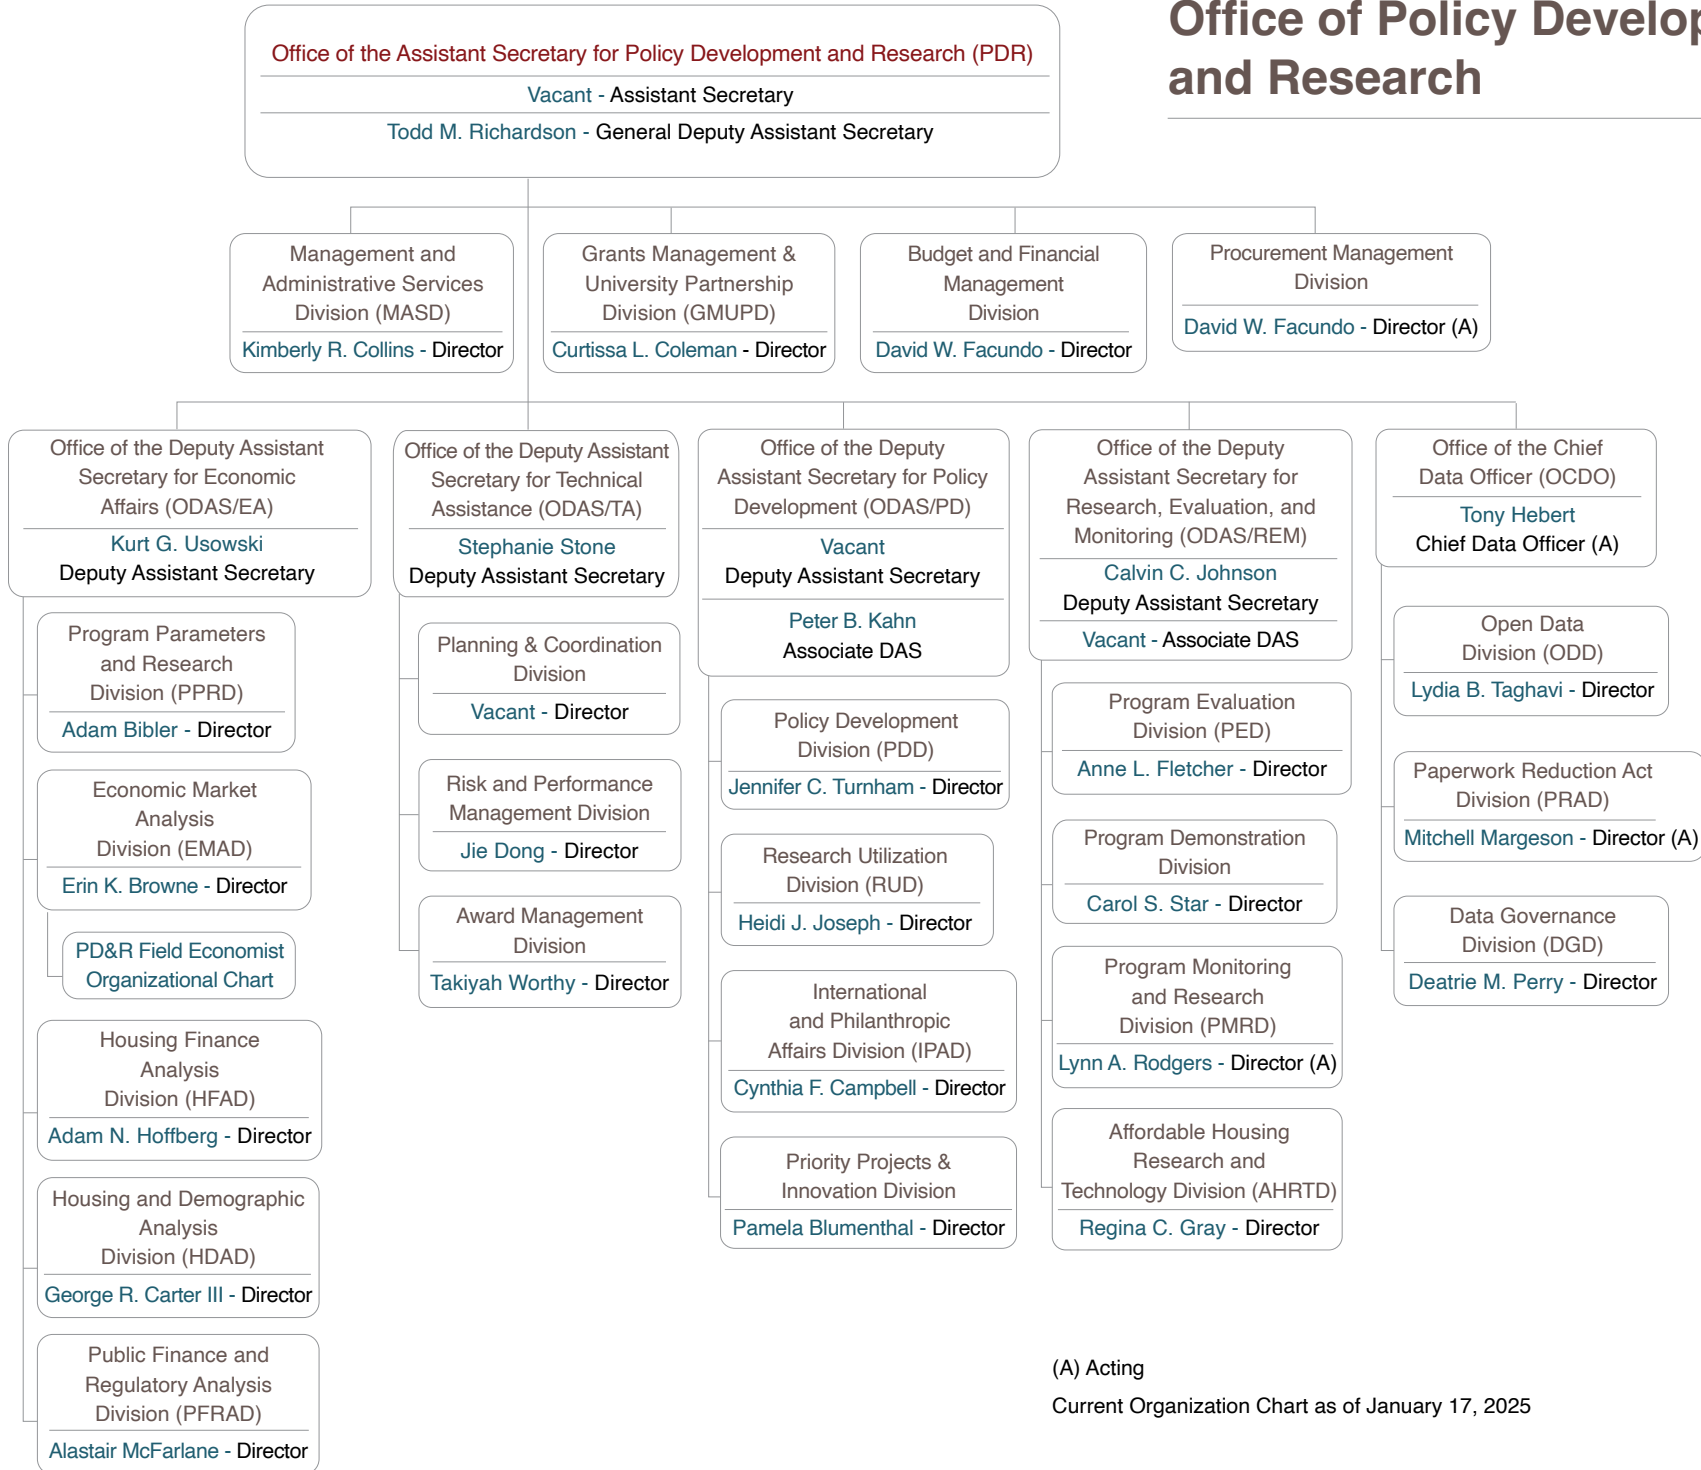 Office of Policy Develop
and Research
Office of the Assistant Secretary for Policy Development and Research (PDR)
Vacant - Assistant Secretary
Todd M. Richardson - General Deputy Assistant Secretary
Management and
Administrative Services
Division (MASD)
Kimberly R. Collins - Director
Grants Management &
University Partnership
Division (GMUPD)
Curtissa L. Coleman - Director
Budget and Financial
Management
Division
David W. Facundo - Director
Procurement Management
Division
David W. Facundo - Director (A)
Office of the Deputy Assistant
Secretary for Economic
Affairs (ODAS/EA)
Kurt G. Usowski
Deputy Assistant Secretary
Program Parameters
and Research
Division (PPRD)
Adam Bibler - Director
Economic Market
Analysis
Division (EMAD)
Erin K. Browne - Director
PD&R Field Economist
Organizational Chart
Housing Finance
Analysis
Division (HFAD)
Adam N. Hoffberg - Director
Housing and Demographic
Analysis
Division (HDAD)
George R. Carter III - Director
Public Finance and
Regulatory Analysis
Division (PFRAD)
Alastair McFarlane - Director
Office of the Deputy Assistant
Secretary for Technical
Assistance (ODAS/TA)
Stephanie Stone
Deputy Assistant Secretary
Planning & Coordination
Division
Vacant - Director
Risk and Performance
Management Division
Jie Dong - Director
Award Management
Division
Takiyah Worthy - Director
Office of the Deputy
Assistant Secretary for Policy
Development (ODAS/PD)
Vacant
Deputy Assistant Secretary
Peter B. Kahn
Associate DAS
Policy Development
Division (PDD)
Jennifer C. Turnham - Director
Research Utilization
Division (RUD)
Heidi J. Joseph - Director
International
and Philanthropic
Affairs Division (IPAD)
Cynthia F. Campbell - Director
Priority Projects &
Innovation Division
Pamela Blumenthal - Director
Office of the Deputy
Assistant Secretary for
Research, Evaluation, and
Monitoring (ODAS/REM)
Calvin C. Johnson
Deputy Assistant Secretary
Vacant - Associate DAS
Program Evaluation
Division (PED)
Anne L. Fletcher - Director
Program Demonstration
Division
Carol S. Star - Director
Program Monitoring
and Research
Division (PMRD)
Lynn A. Rodgers - Director (A)
Affordable Housing
Research and
Technology Division (AHRTD)
Regina C. Gray - Director
Office of the Chief
Data Officer (OCDO)
Tony Hebert
Chief Data Officer (A)
Open Data
Division (ODD)
Lydia B. Taghavi - Director
Paperwork Reduction Act
Division (PRAD)
Mitchell Margeson - Director (A)
Data Governance
Division (DGD)
Deatrie M. Perry - Director
(A) Acting
Current Organization Chart as of January 17, 2025